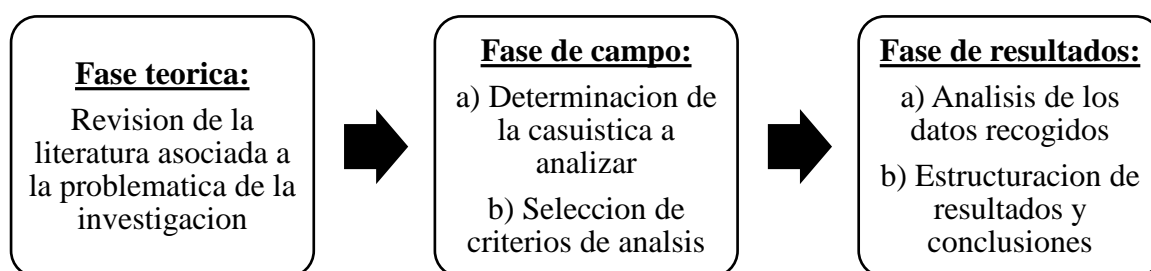 Fase teorica:
Revision de la
literatura asociada a
la problematica de la
investigacion
Fase de campo:
a) Determinacion de
la casuistica a
analizar
b) Seleccion de
criterios de analsis
Fase de resultados:
a) Analisis de los
datos recogidos
b) Estructuracion de
resultados y
conclusiones